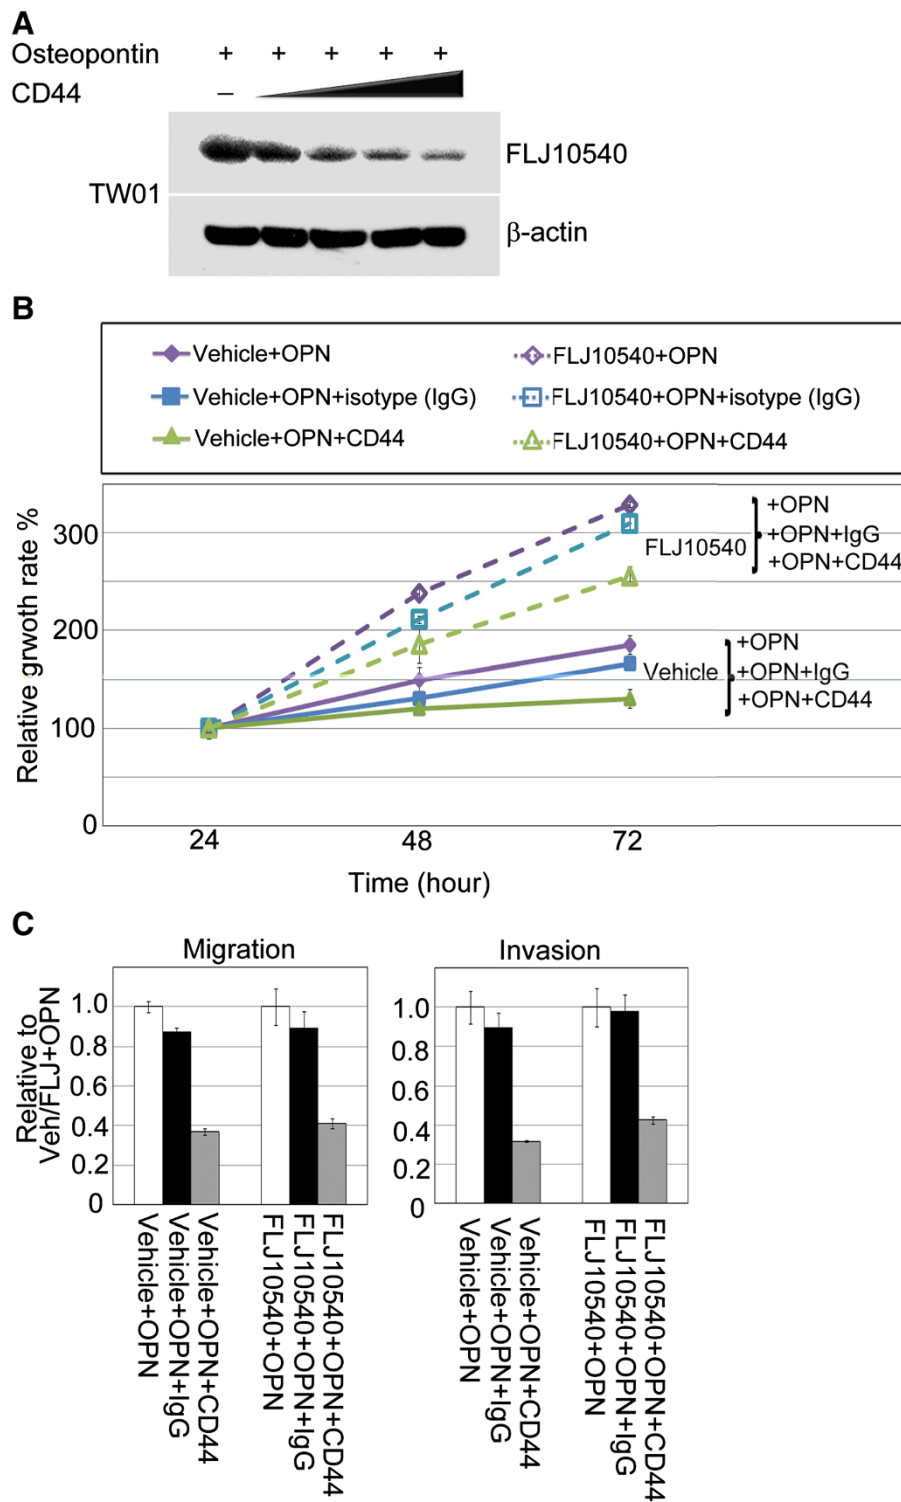 A
Osteopontin + + + + +
CD44 –
FLJ10540
TW01
β-actin
B
Vehicle+OPN
FLJ10540+OPN
Vehicle+OPN+isotype (IgG)
FLJ10540+OPN+isotype (IgG)
Vehicle+OPN+CD44
FLJ10540+OPN+CD44
Relative grwoth rate %
300
200
100
0
FLJ10540
+OPN
+OPN+IgG
+OPN+CD44
Vehicle
+OPN
+OPN+IgG
+OPN+CD44
24 48 72
Time (hour)
C
Migration
Relative to
Veh/FLJ+OPN
1.0
0.8
0.6
0.4
0.2
0
Vehicle+OPN
Vehicle+OPN+IgG
Vehicle+OPN+CD44
FLJ10540+OPN
FLJ10540+OPN+IgG
FLJ10540+OPN+CD44
Invasion
1.0
0.8
0.6
0.4
0.2
0
Vehicle+OPN
Vehicle+OPN+IgG
Vehicle+OPN+CD44
FLJ10540+OPN
FLJ10540+OPN+IgG
FLJ10540+OPN+CD44